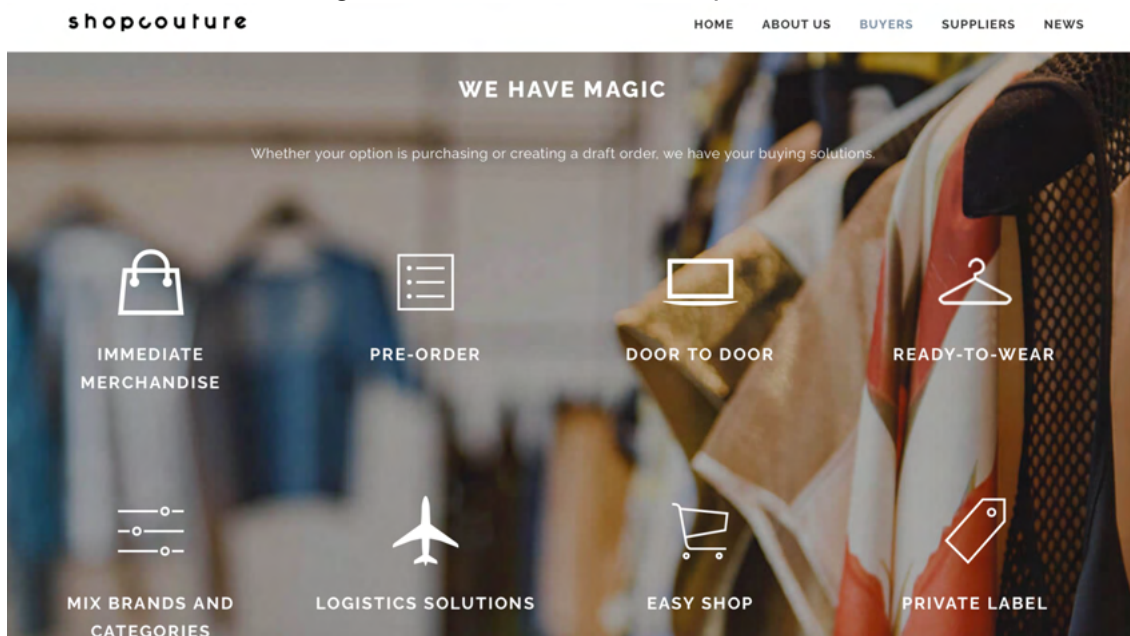 shopcouture
HOME ABOUT US BUYERS SUPPLIERS NEWS
WE HAVE MAGIC
Whether your option is purchasing or creating a draft order, we have your buying solutions.
IMMEDIATE
MERCHANDISE
PRE-ORDER
DOOR TO DOOR
READY-TO-WEAR
MIX BRANDS AND
CATEGORIES
LOGISTICS SOLUTIONS
EASY SHOP
PRIVATE LABEL